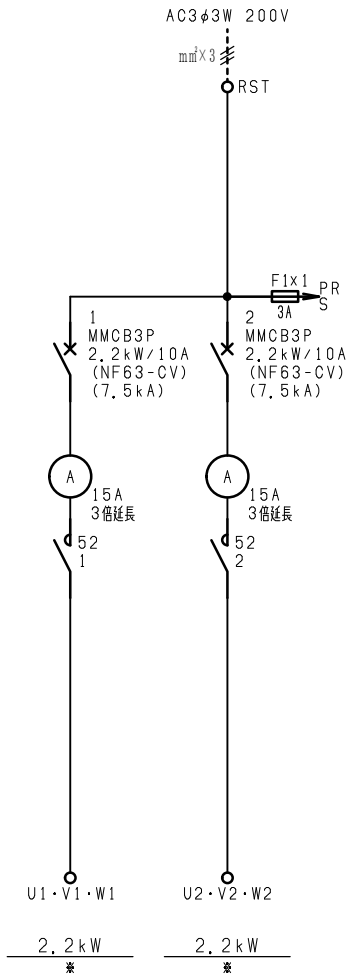 AC3φ3W 200V
mm²×3
RST
F1×1
3A
PR
S
1
MMCB3P
2.2kW/10A
(NF63-CV)
(7.5kA)
2
MMCB3P
2.2kW/10A
(NF63-CV)
(7.5kA)
A
15A
3倍延長
A
15A
3倍延長
52
1
52
2
U1・V1・W1
U2・V2・W2
2.2kW
※
2.2kW
※